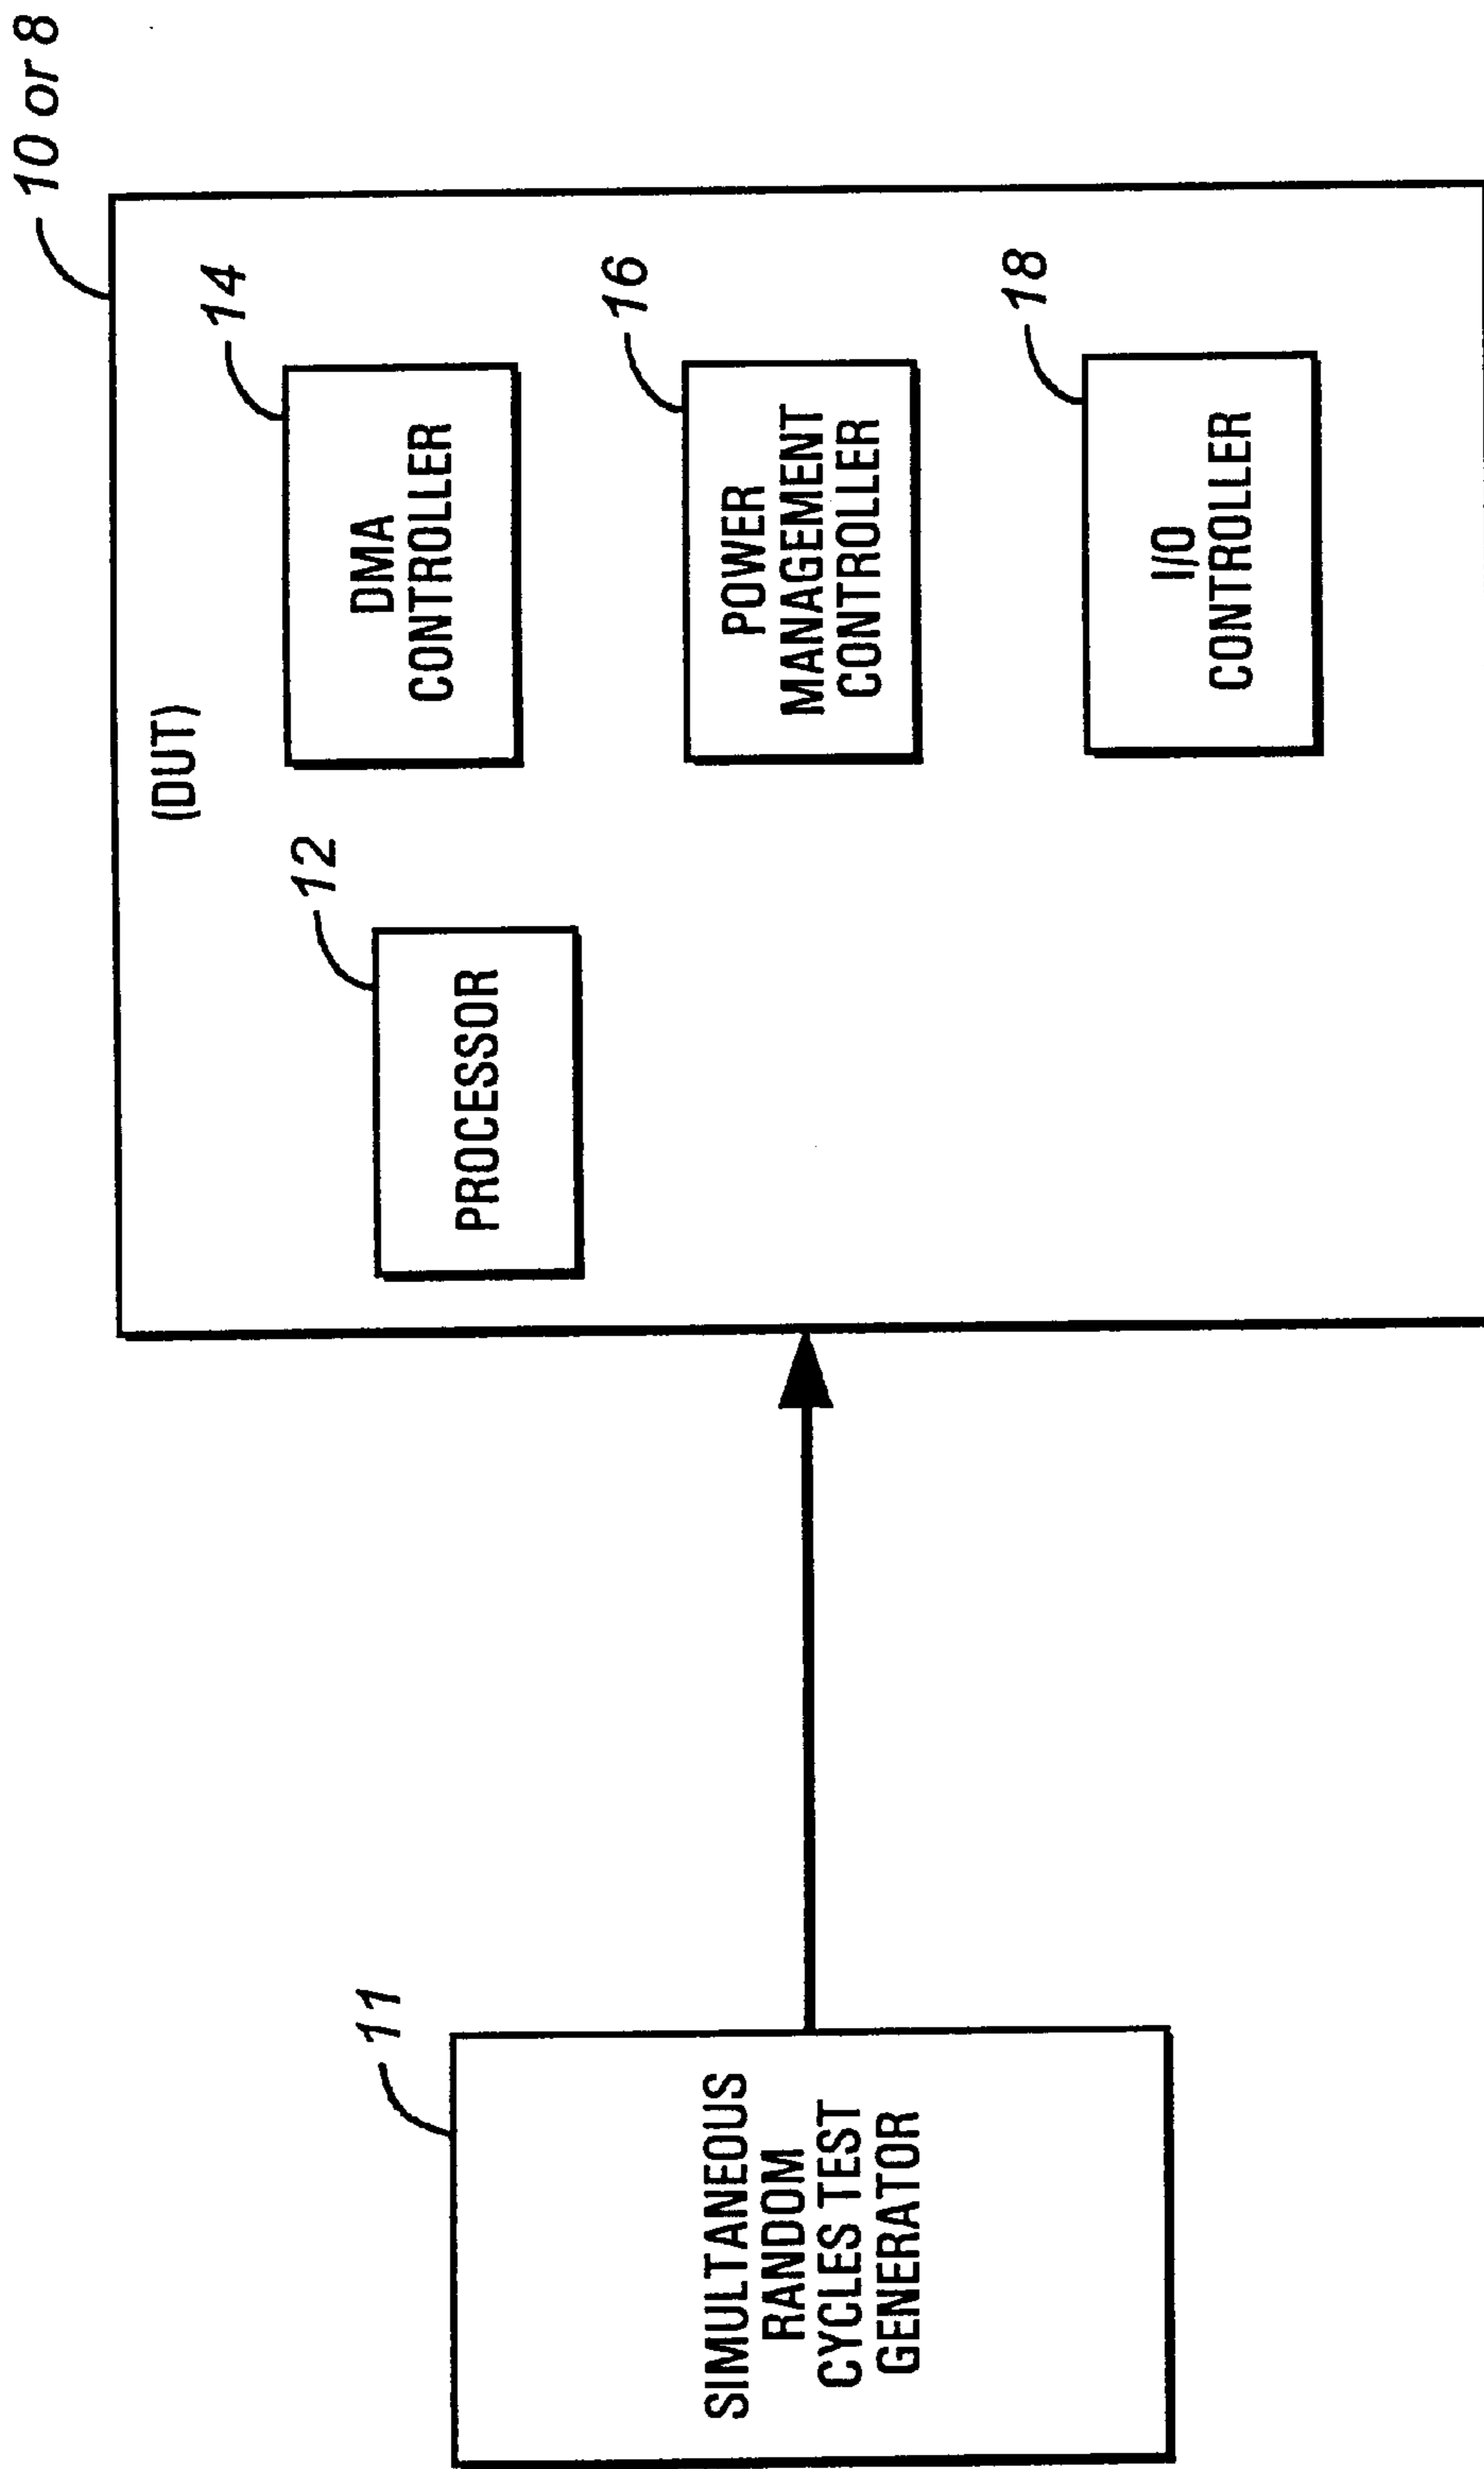 10 or 8
(DUT)
14
DMA
CONTROLLER
12
PROCESSOR
16
POWER
MANAGEMENT
CONTROLLER
18
I/O
CONTROLLER
11
SIMULTANEOUS
RANDOM
CYCLES TEST
GENERATOR